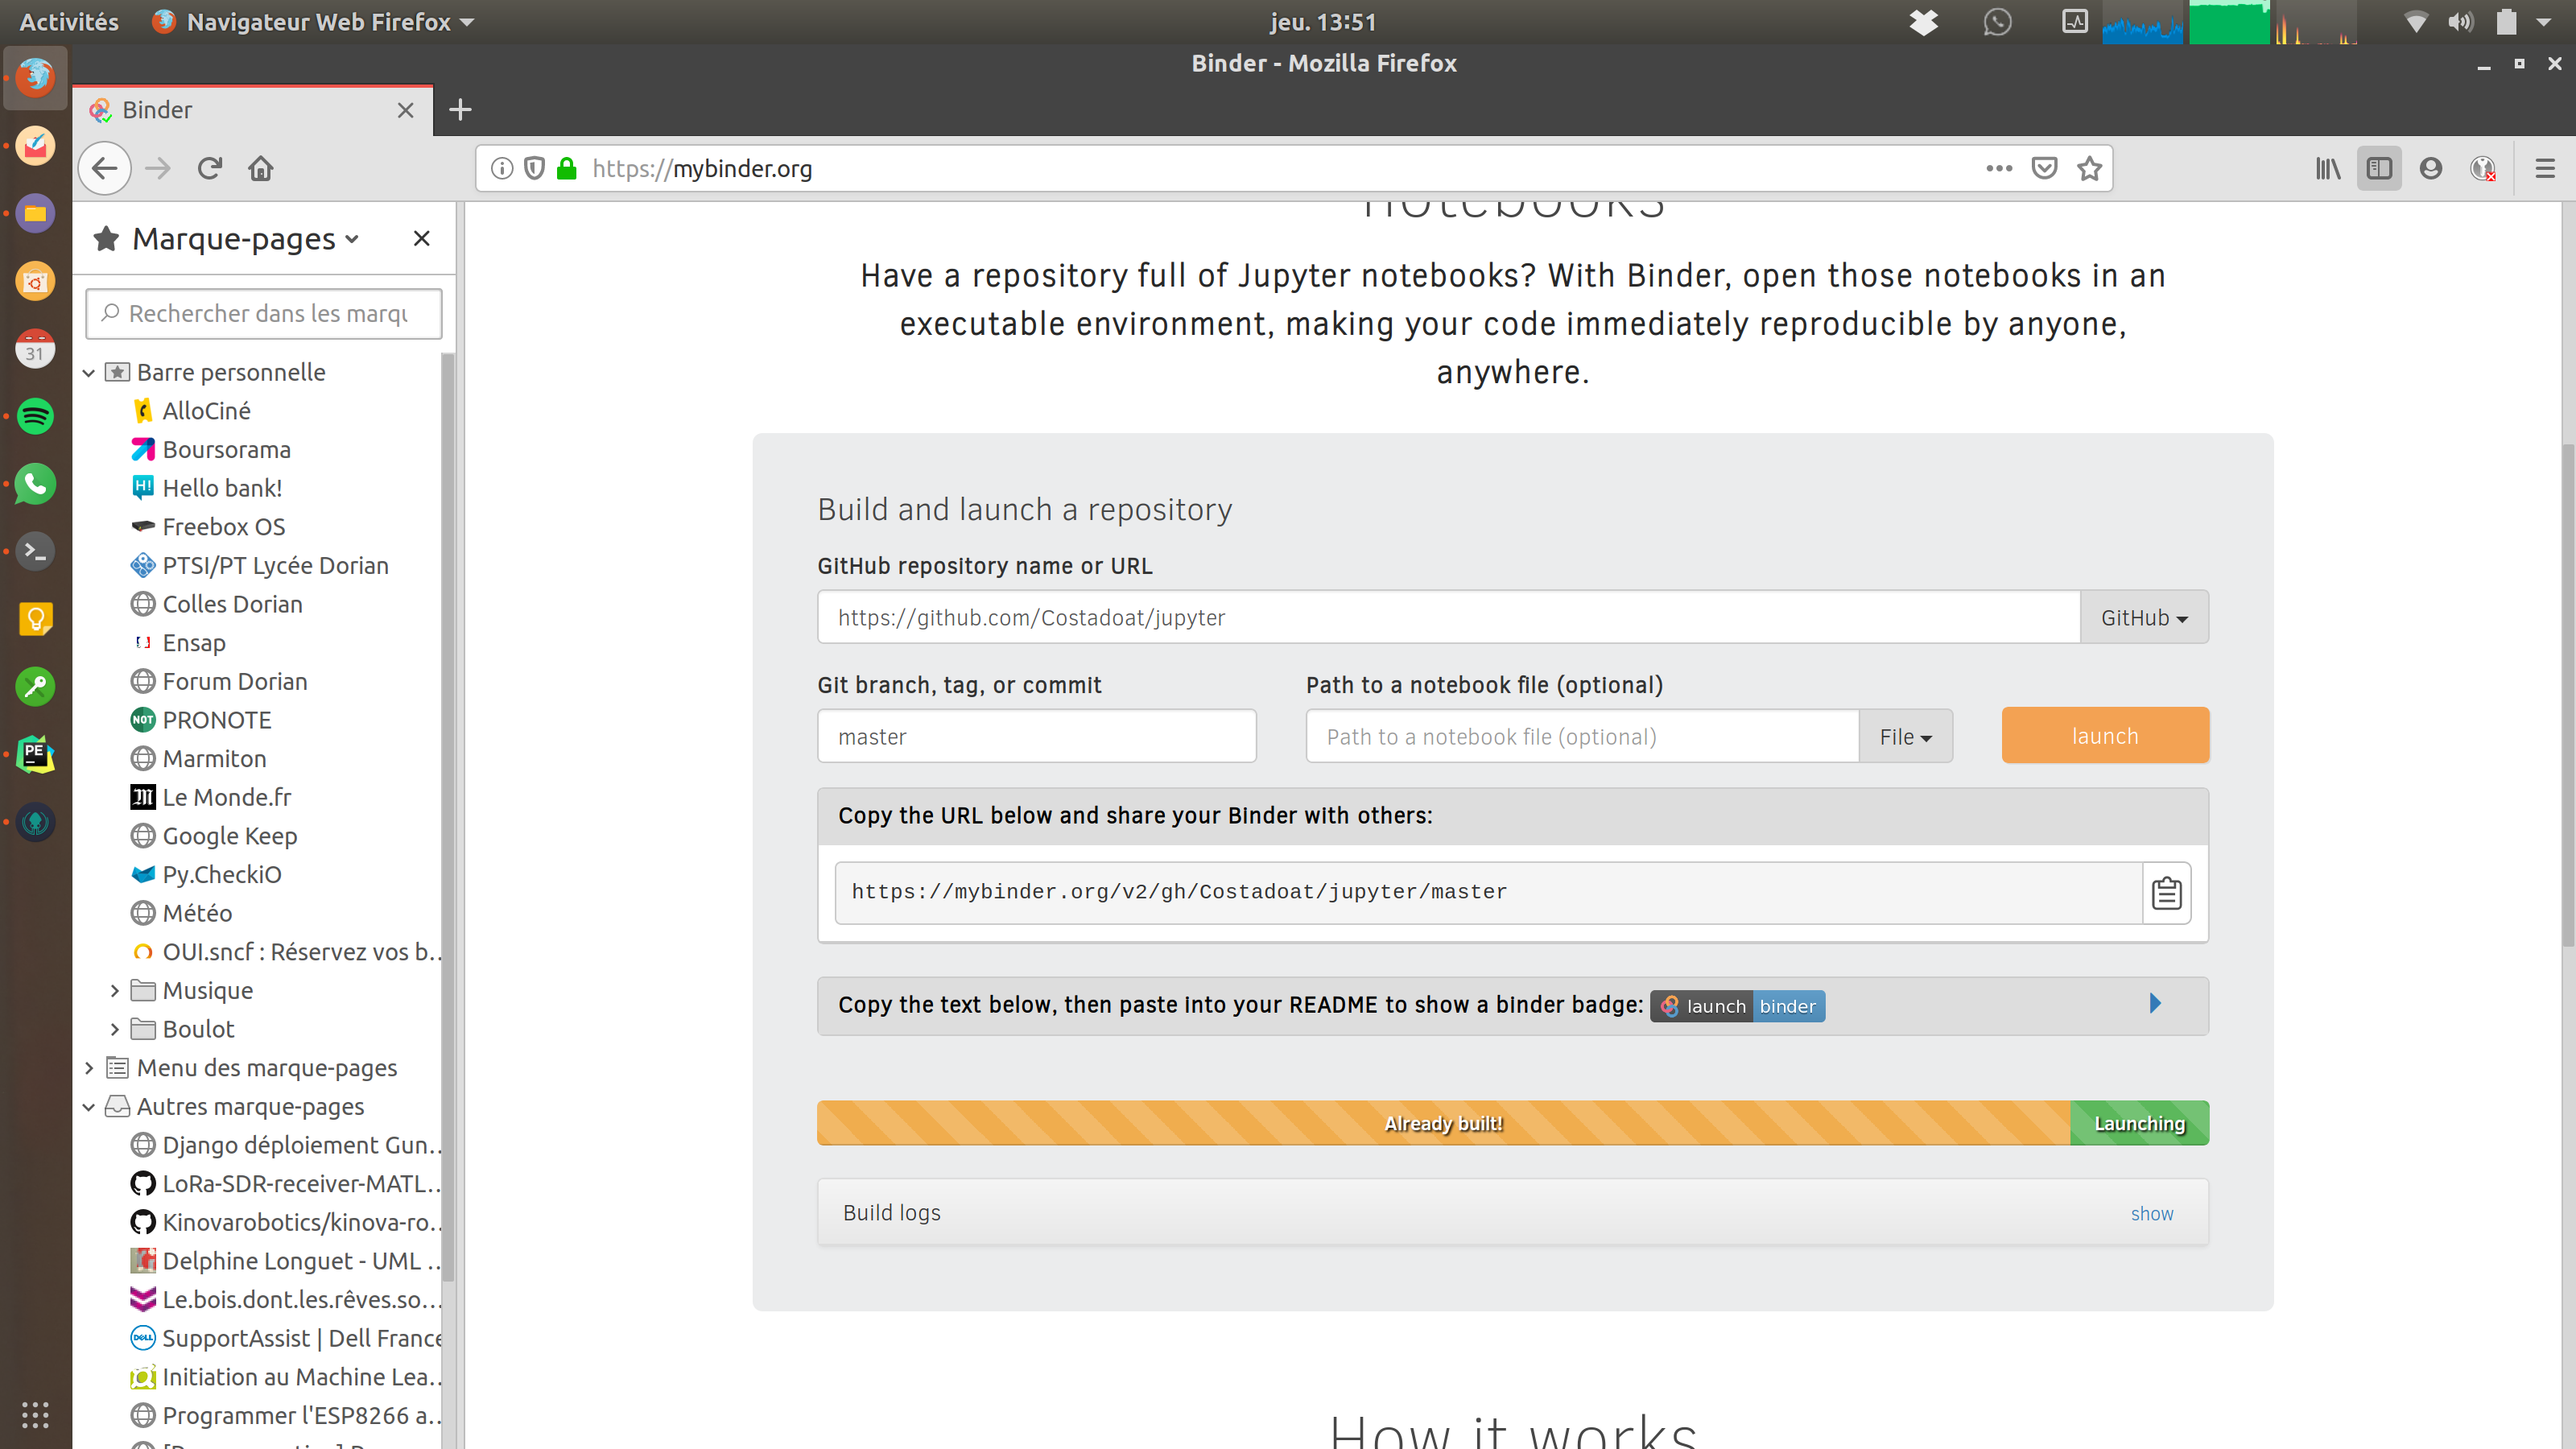 Activités
Navigateur Web Firefox
jeu. 13:51
Binder - Mozilla Firefox
Binder
https://mybinder.org
Marque-pages
Rechercher dans les marqu
Barre personnelle
AlloCiné
Boursorama
Hello bank!
Freebox OS
PTSI/PT Lycée Dorian
Colles Dorian
Ensap
Forum Dorian
PRONOTE
Marmiton
Le Monde.fr
Google Keep
Py.CheckiO
Météo
OUI.sncf : Réservez vos b…
Musique
Boulot
Menu des marque-pages
Autres marque-pages
Django déploiement Gun…
LoRa-SDR-receiver-MATL…
Kinovarobotics/kinova-ro…
Delphine Longuet - UML …
Le.bois.dont.les.rêves.so…
SupportAssist | Dell France
Initiation au Machine Lea…
Programmer l'ESP8266 a…
notebooks
Have a repository full of Jupyter notebooks? With Binder, open those notebooks in an
executable environment, making your code immediately reproducible by anyone,
anywhere.
Build and launch a repository
GitHub repository name or URL
https://github.com/Costadoat/jupyter
GitHub
Git branch, tag, or commit
Path to a notebook file (optional)
master
Path to a notebook file (optional)
File
launch
Copy the URL below and share your Binder with others:
https://mybinder.org/v2/gh/Costadoat/jupyter/master
Copy the text below, then paste into your README to show a binder badge: launch binder
Already built!
Launching
Build logs
show
How it works
31
H!
NOT
PE
DELL